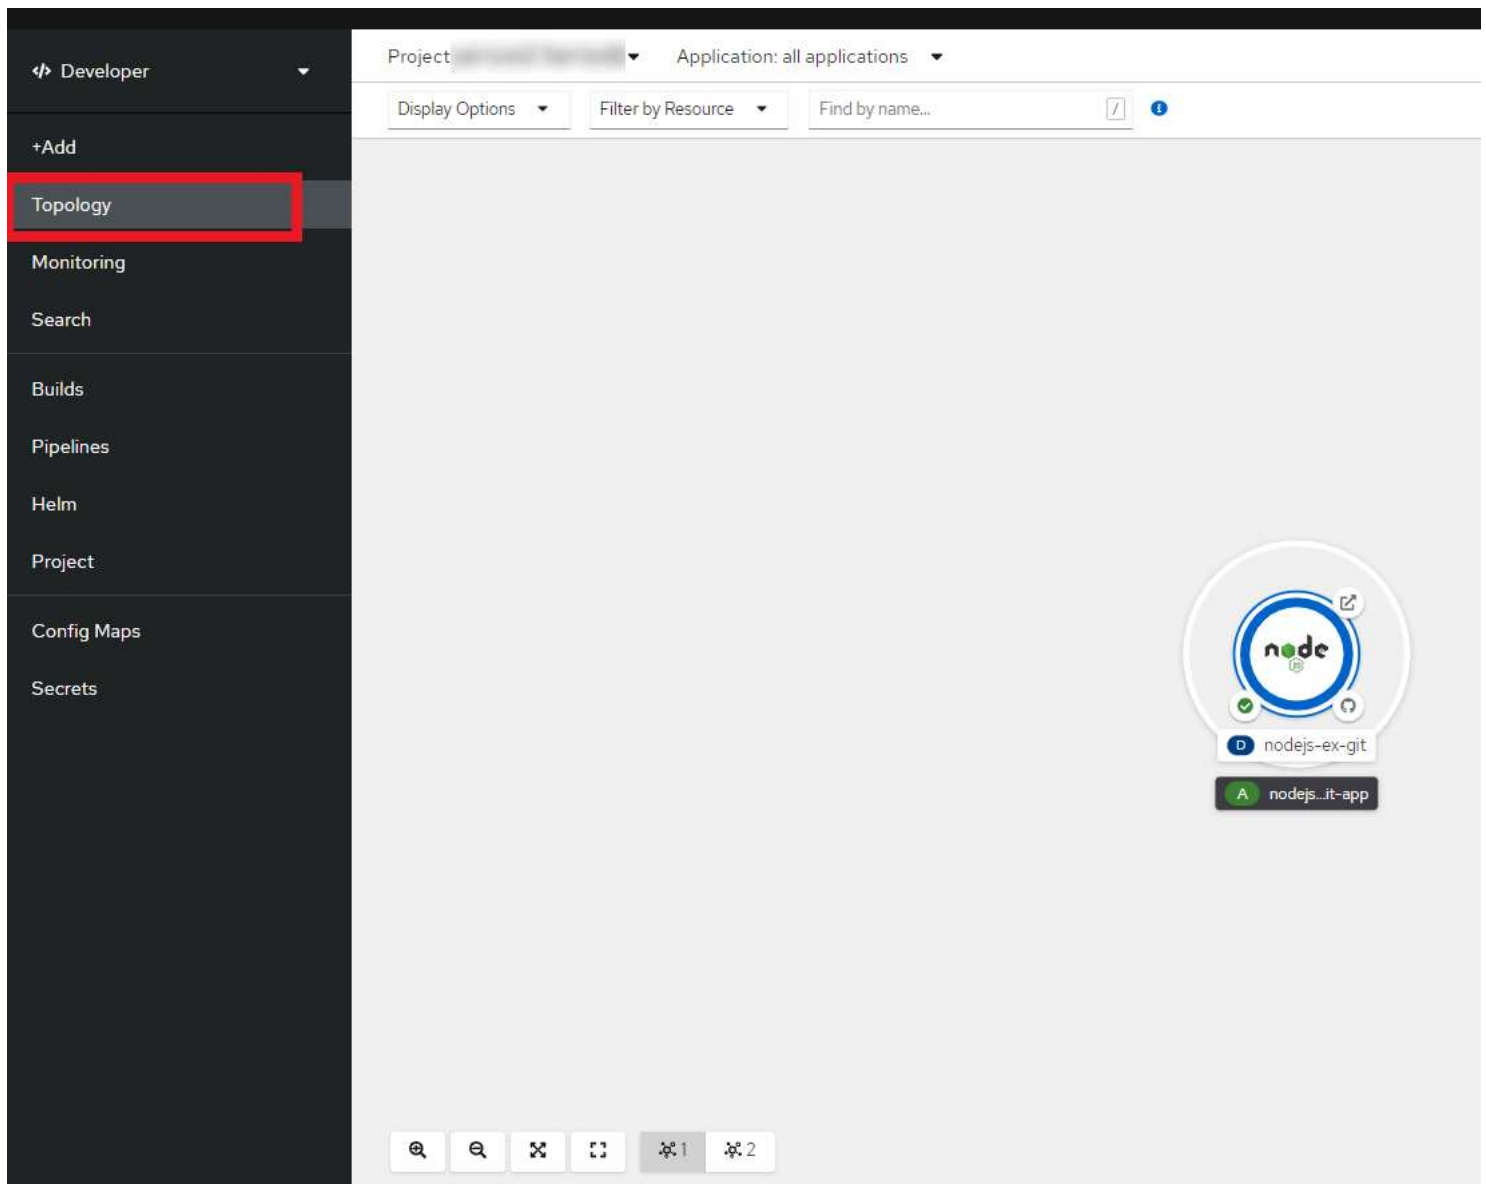 Developer
+Add
Topology
Monitoring
Search
Builds
Pipelines
Helm
Project
Config Maps
Secrets
Project
Application: all applications
Display Options
Filter by Resource
Find by name...
/
node
JS
D nodejs-ex-git
A nodejs...it-app
1
2